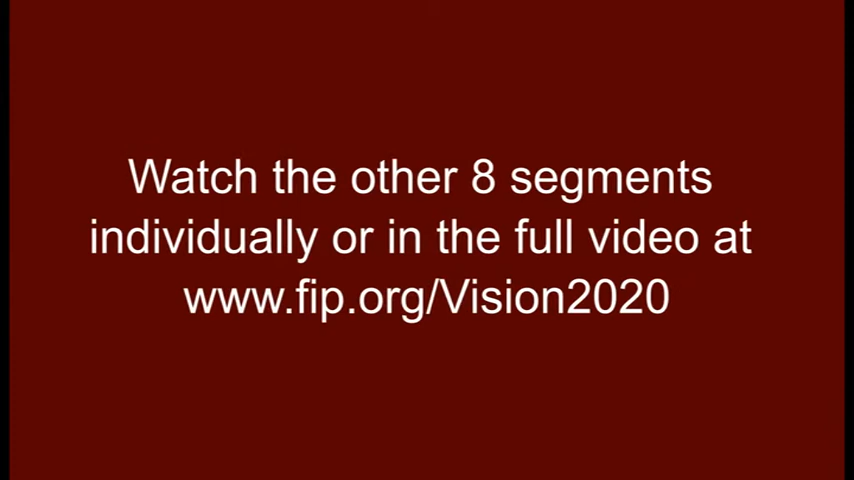 Watch the other 8 segments
individually or in the full video at
www.fip.org/Vision2020